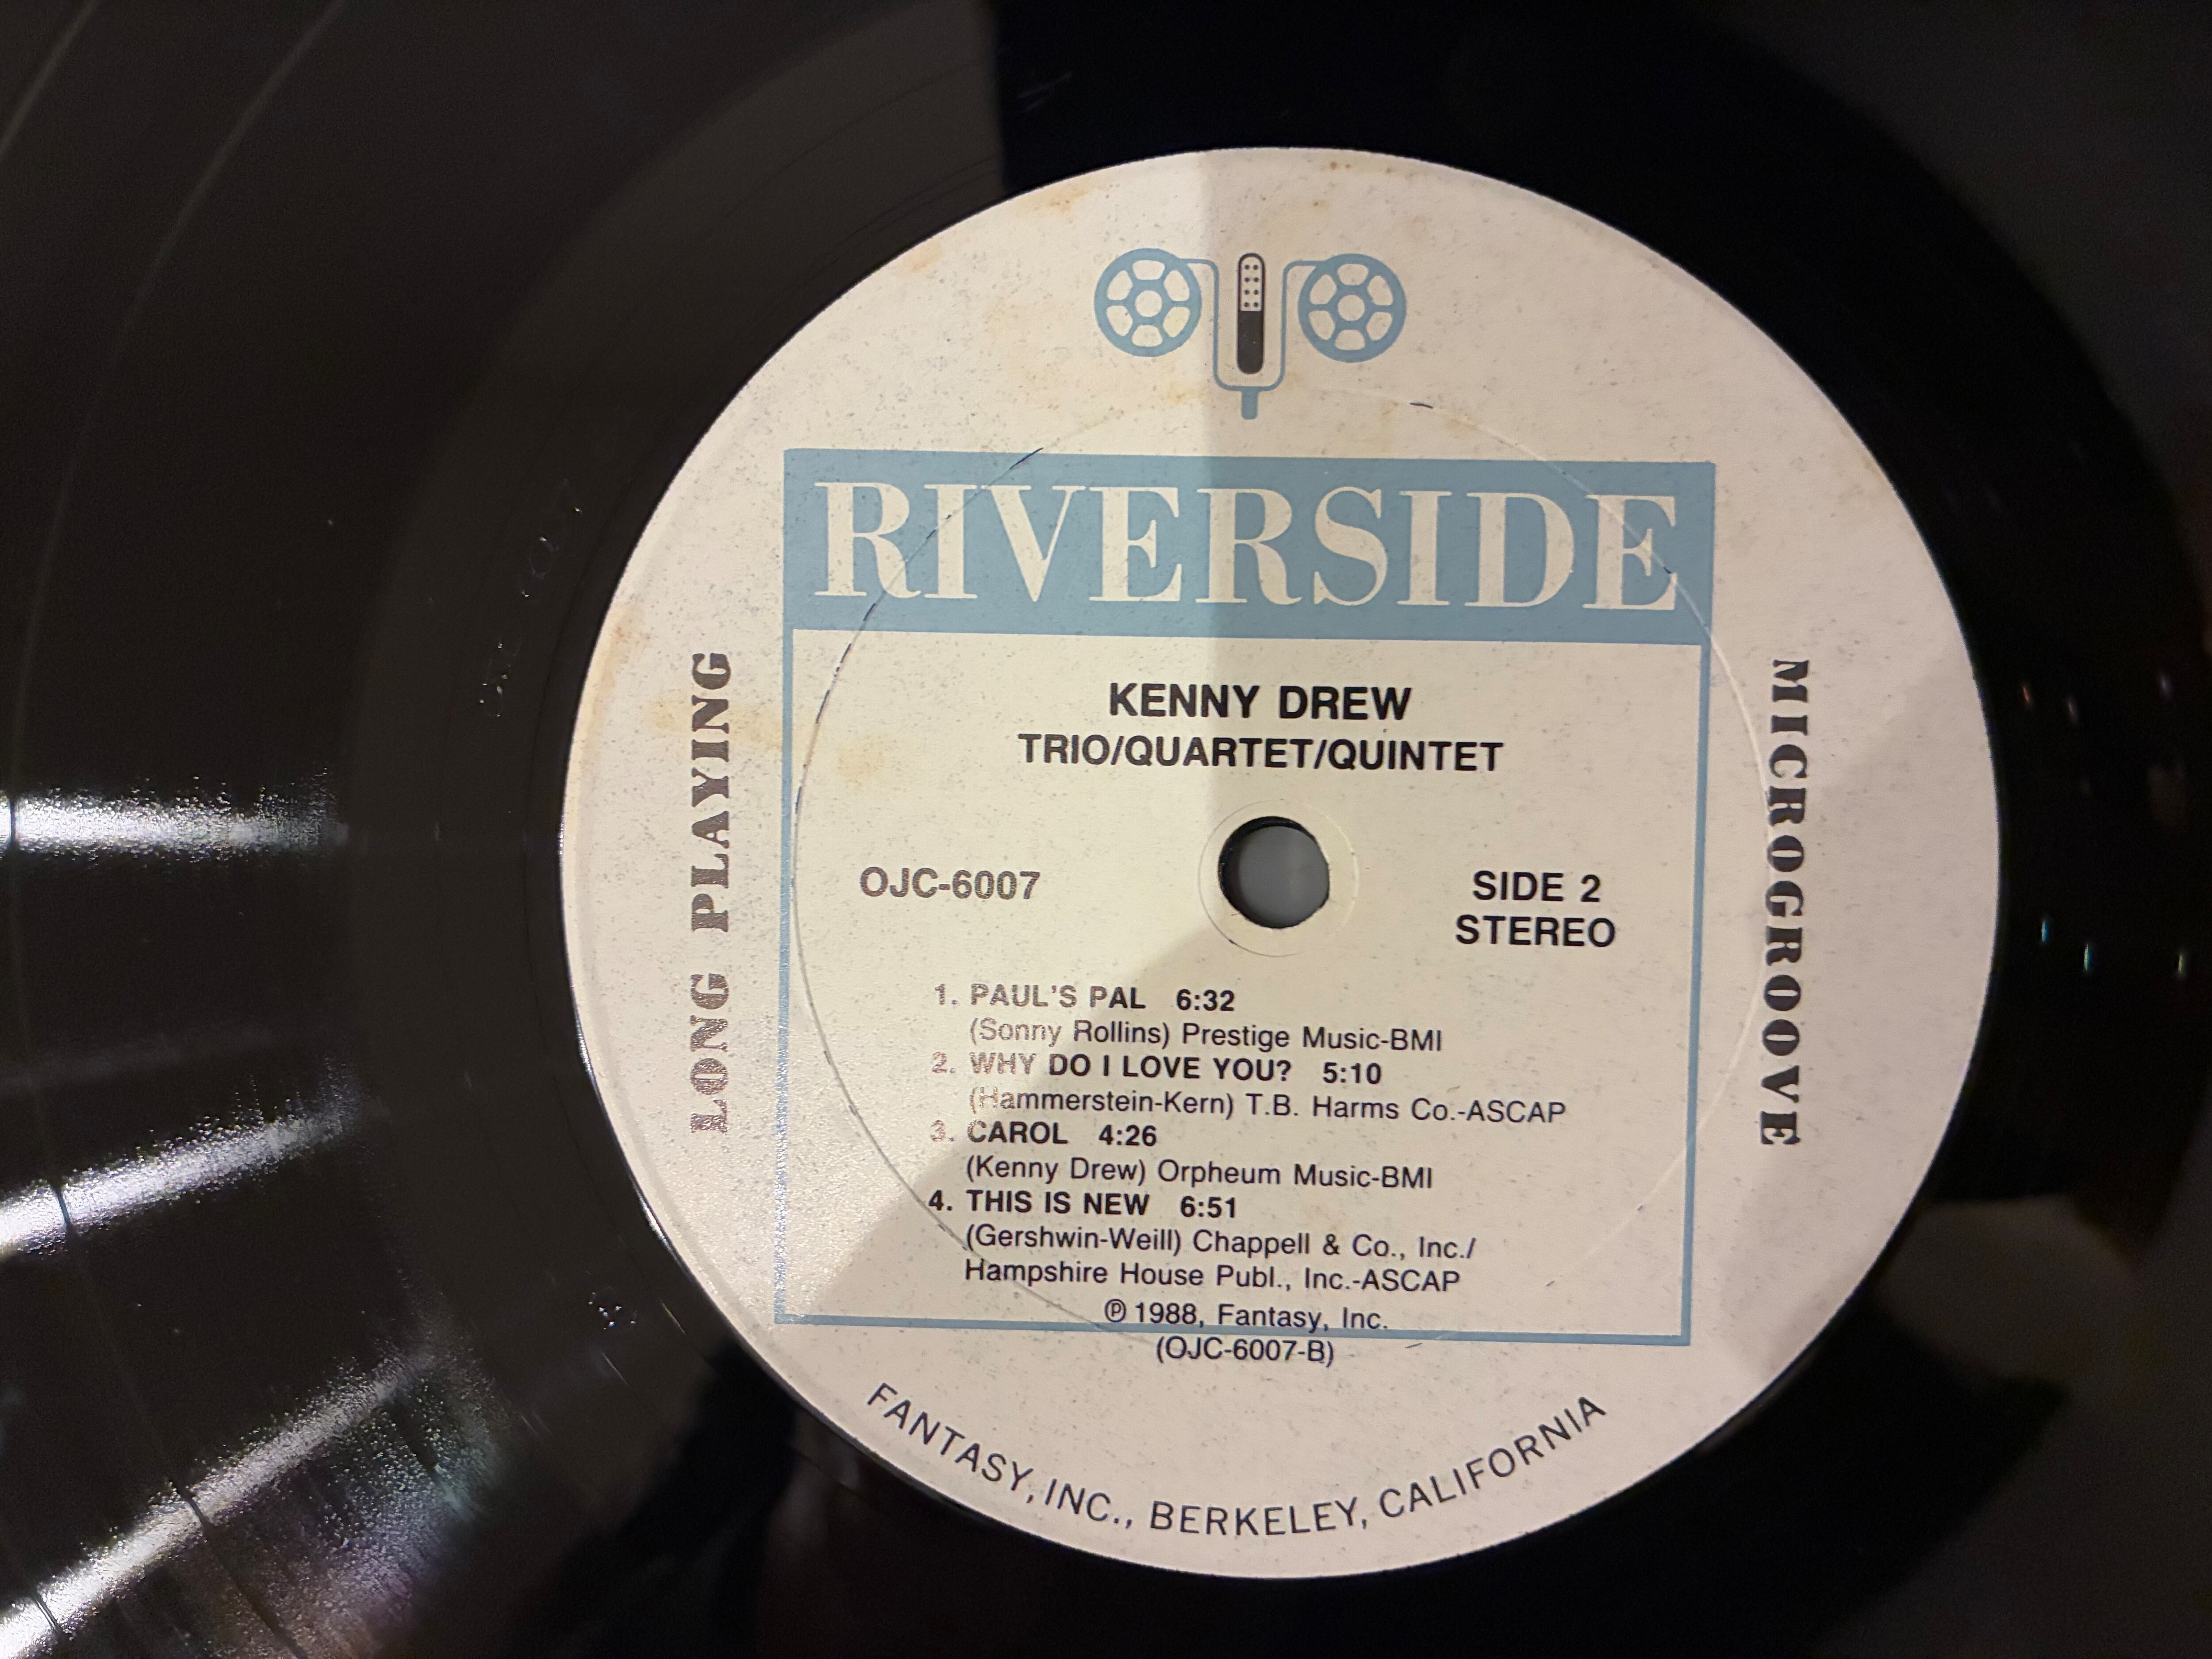 RIVERSIDE
LONG PLAYING
MICROGROOVE
KENNY DREW
TRIO/QUARTET/QUINTET
OJC-6007
SIDE 2
STEREO
1. PAUL'S PAL 6:32
(Sonny Rollins) Prestige Music-BMI
2. WHY DO I LOVE YOU? 5:10
(Hammerstein-Kern) T.B. Harms Co.-ASCAP
3. CAROL 4:26
(Kenny Drew) Orpheum Music-BMI
4. THIS IS NEW 6:51
(Gershwin-Weill) Chappell & Co., Inc./
Hampshire House Publ., Inc.-ASCAP
℗ 1988, Fantasy, Inc.
(OJC-6007-B)
FANTASY, INC., BERKELEY, CALIFORNIA